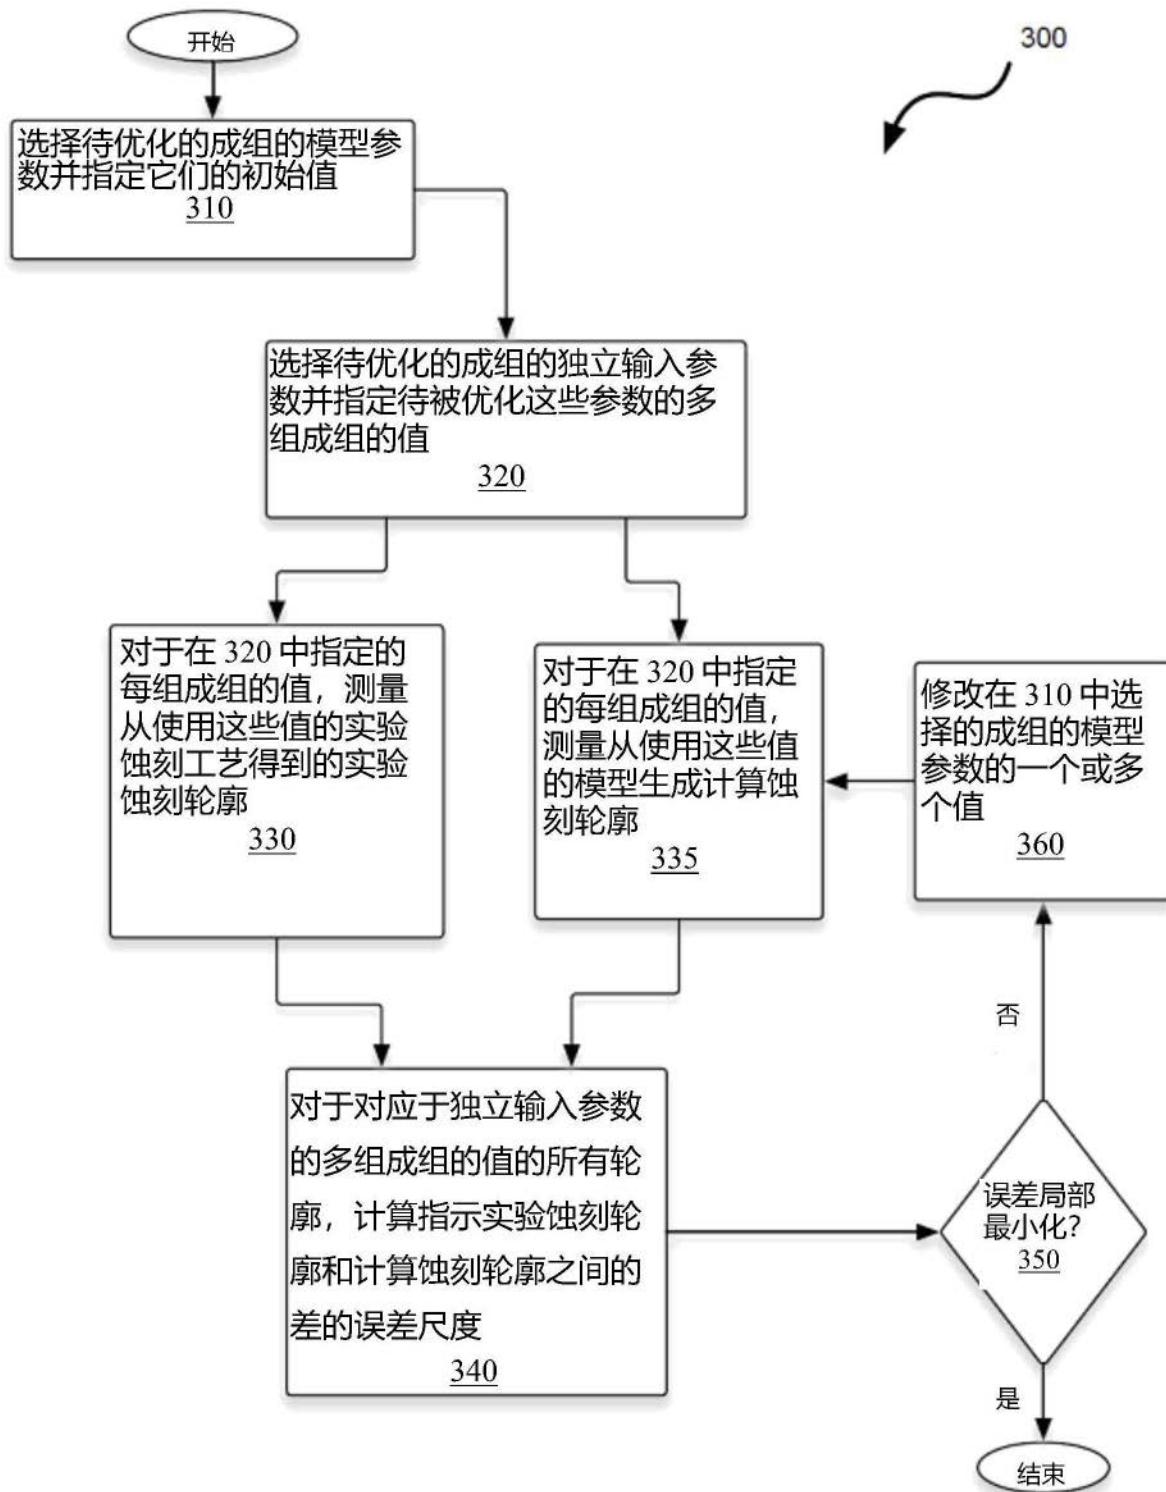 开始
300
选择待优化的成组的模型参
数并指定它们的初始值
310
选择待优化的成组的独立输入参
数并指定待被优化这些参数的多
组成组的值
320
对于在 320 中指定的
每组成组的值，测量
从使用这些值的实验
蚀刻工艺得到的实验
蚀刻轮廓
330
对于在 320 中指定
的每组成组的值，
测量从使用这些值
的模型生成计算蚀
刻轮廓
335
修改在 310 中选
择的成组的模型
参数的一个或多
个值
360
否
对于对应于独立输入参数
的多组成组的值的所有轮
廓，计算指示实验蚀刻轮
廓和计算蚀刻轮廓之间的
差的误差尺度
340
误差局部
最小化？
350
是
结束